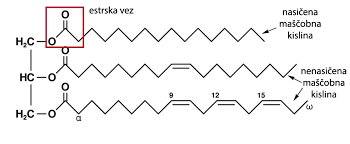 estrska vez
nasičena
maščobna
kislina
O
H₂C — O
O
HC — O
nenasičena
maščobna
kislina
O
H₂C — O
α
9
12
15
ω